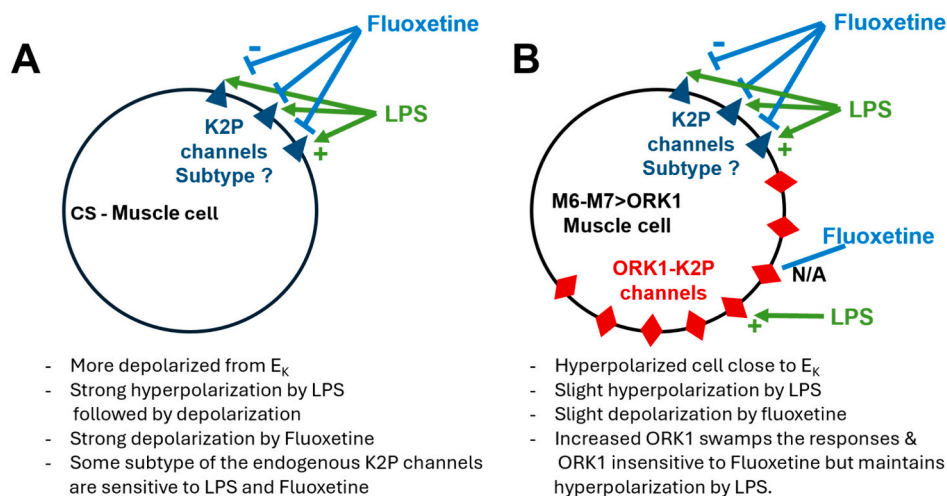 A
Fluoxetine
-
LPS
+
K2P
channels
Subtype ?
CS - Muscle cell
- More depolarized from EK
- Strong hyperpolarization by LPS
followed by depolarization
- Strong depolarization by Fluoxetine
- Some subtype of the endogenous K2P channels
are sensitive to LPS and Fluoxetine
B
Fluoxetine
-
LPS
+
K2P
channels
Subtype ?
M6-M7>ORK1
Muscle cell
Fluoxetine
N/A
ORK1-K2P
channels
LPS
+
- Hyperpolarized cell close to EK
- Slight hyperpolarization by LPS
- Slight depolarization by fluoxetine
- Increased ORK1 swamps the responses &
ORK1 insensitive to Fluoxetine but maintains
hyperpolarization by LPS.